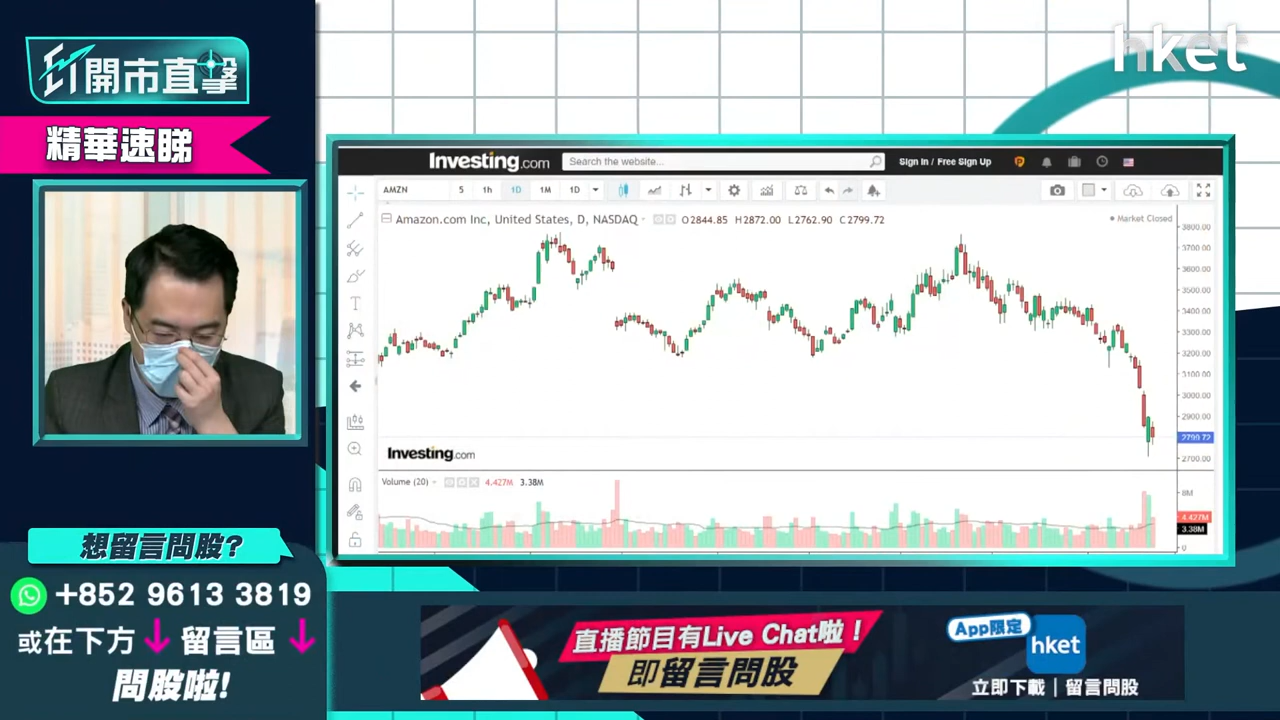 hket
ET開市直擊
精華速睇
Investing.com
Search the website...
Sign In / Free Sign Up
AMZN
5
1h
1D
1M
1D
Amazon.com Inc, United States, D, NASDAQ
O2844.85 H2872.00 L2762.90 C2799.72
Market Closed
3800.00
3700.00
3600.00
3500.00
3400.00
3300.00
3200.00
3100.00
3000.00
2900.00
2799.72
2700.00
Investing.com
Volume (20)
4.427M
3.38M
8M
4.427M
3.38M
0
想留言問股?
+852 9613 3819
或在下方↓留言區↓
問股啦!
直播節目有Live Chat啦!
即留言問股
App限定
hket
立即下載|留言問股